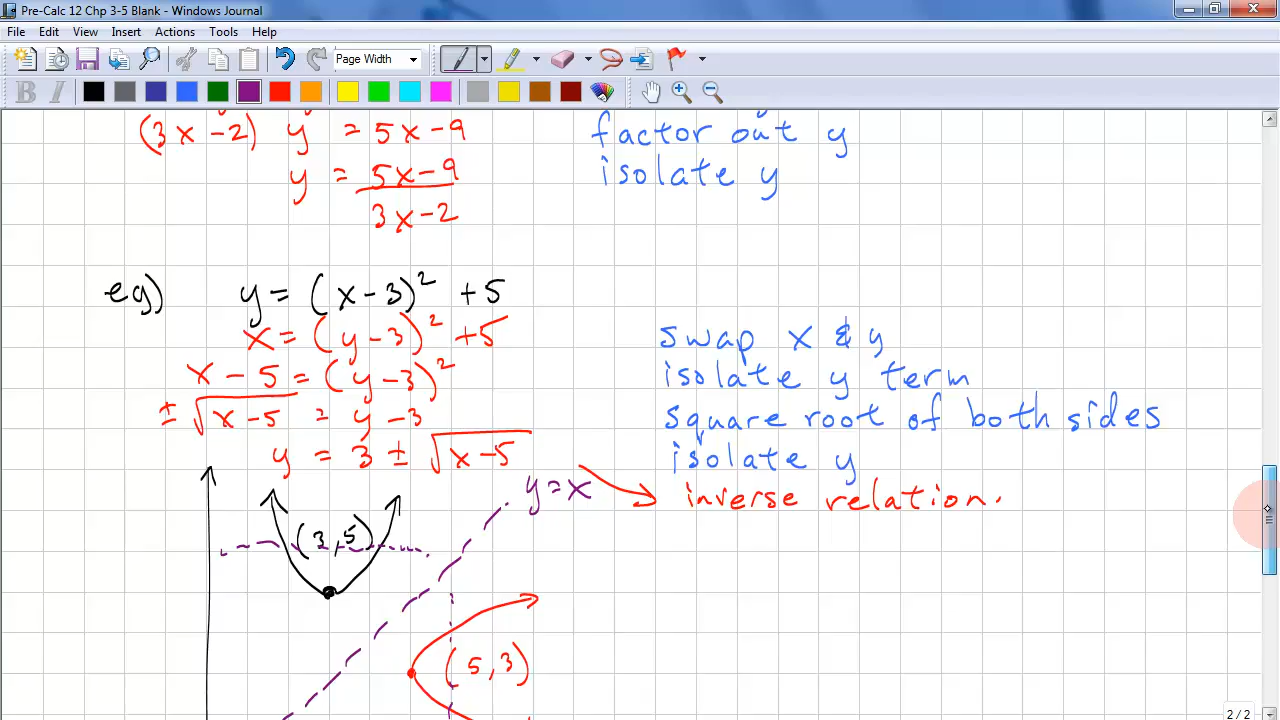 Pre-Calc 12 Chp 3-5 Blank - Windows Journal
File Edit View Insert Actions Tools Help
Page Width
B I
(3x-2) y = 5x-9 factor out y
y = 5x-9 isolate y
3x-2
eg) y = (x-3)² +5
x = (y-3)² +5 swap x & y
x-5 = (y-3)² isolate y term
± √x-5 = y-3 square root of both sides
y = 3 ± √x-5 isolate y
y=x inverse relation.
(3,5)
(5,3)
2/2